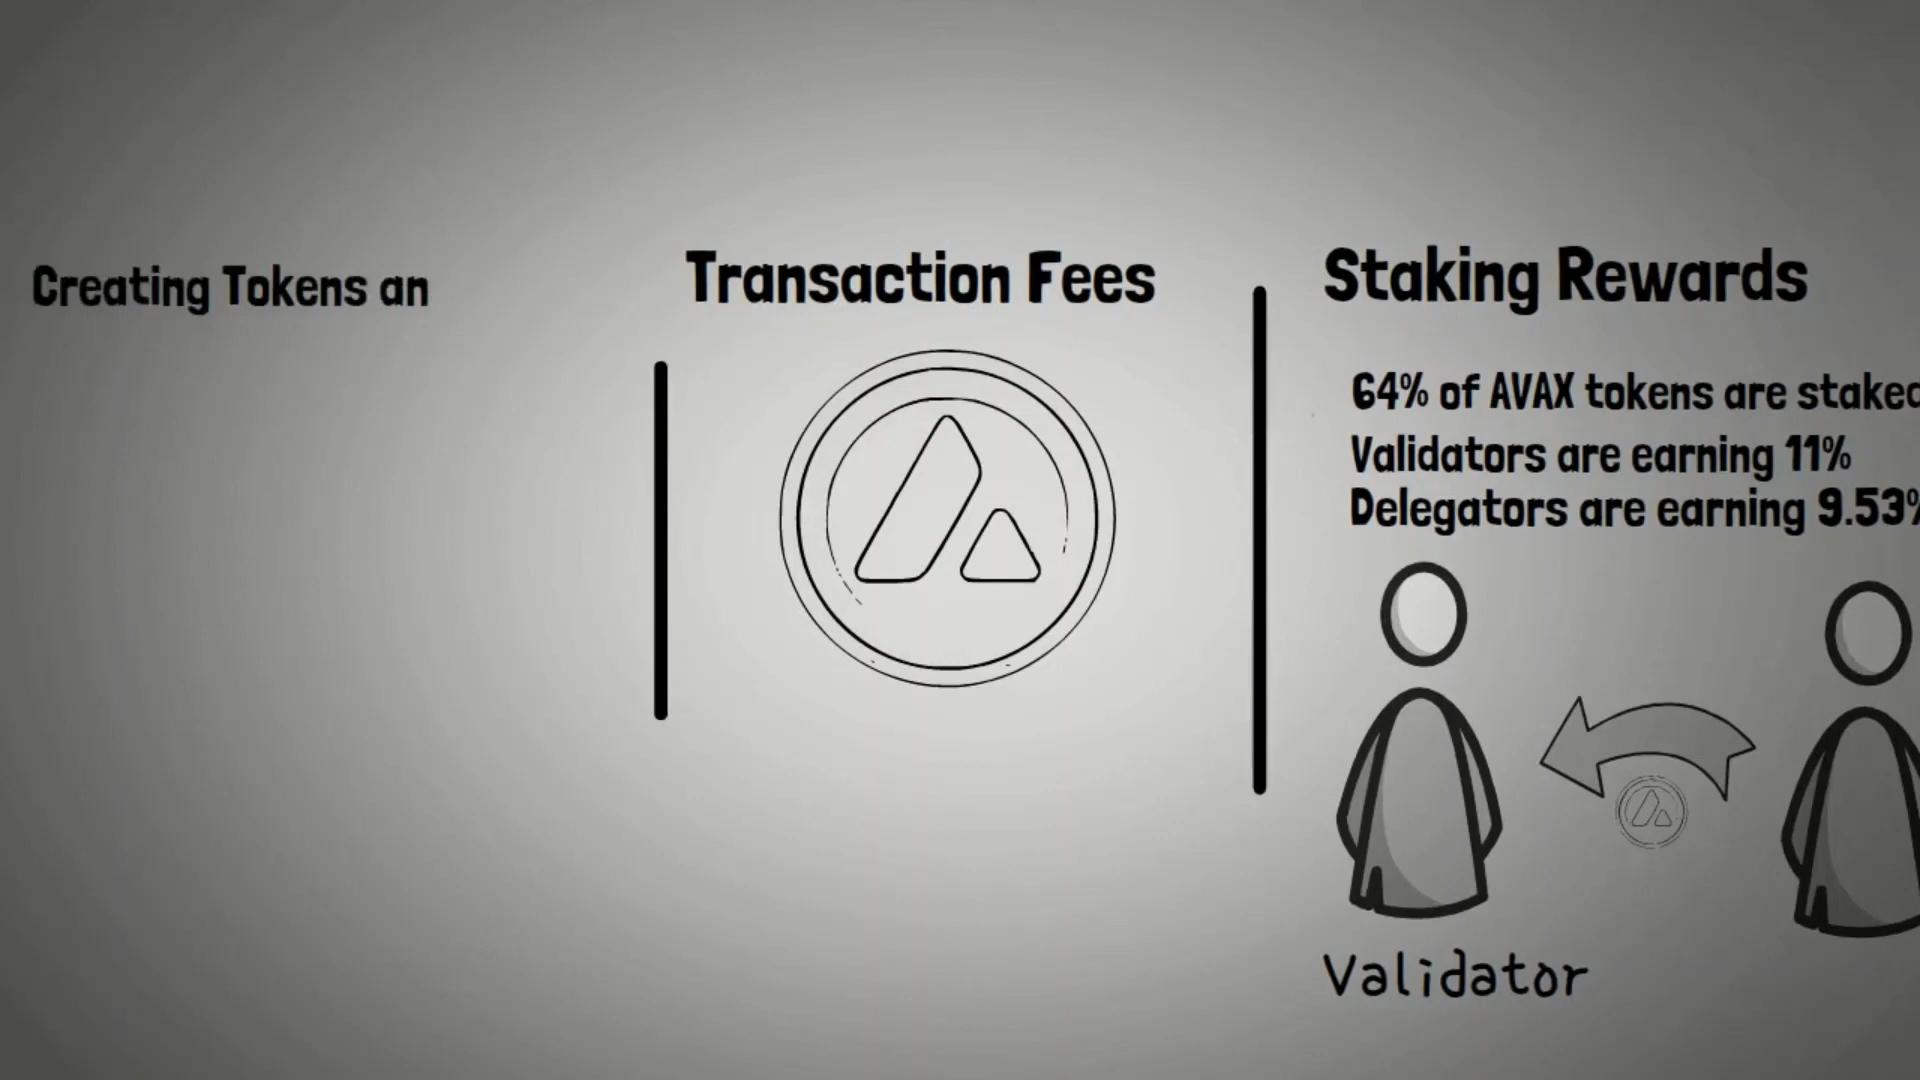 Creating Tokens an
Transaction Fees
Staking Rewards
64% of AVAX tokens are staked
Validators are earning 11%
Delegators are earning 9.53%
Validator